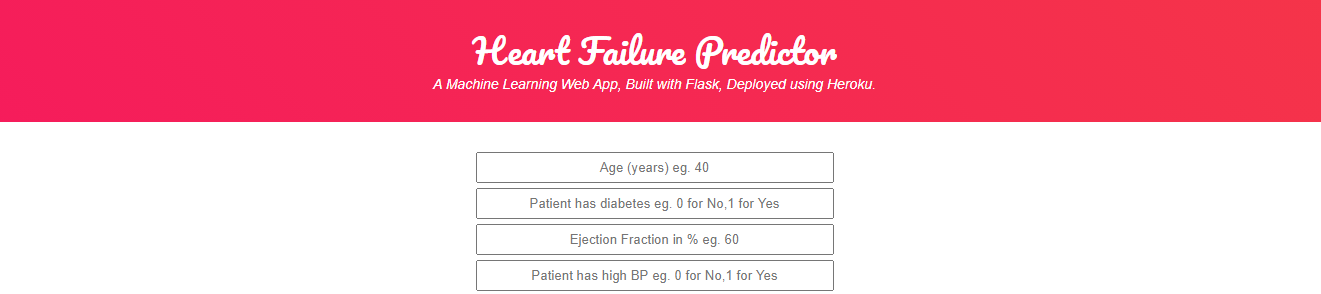 Heart Failure Predictor
A Machine Learning Web App, Built with Flask, Deployed using Heroku.
Age (years) eg. 40
Patient has diabetes eg. 0 for No,1 for Yes
Ejection Fraction in % eg. 60
Patient has high BP eg. 0 for No,1 for Yes